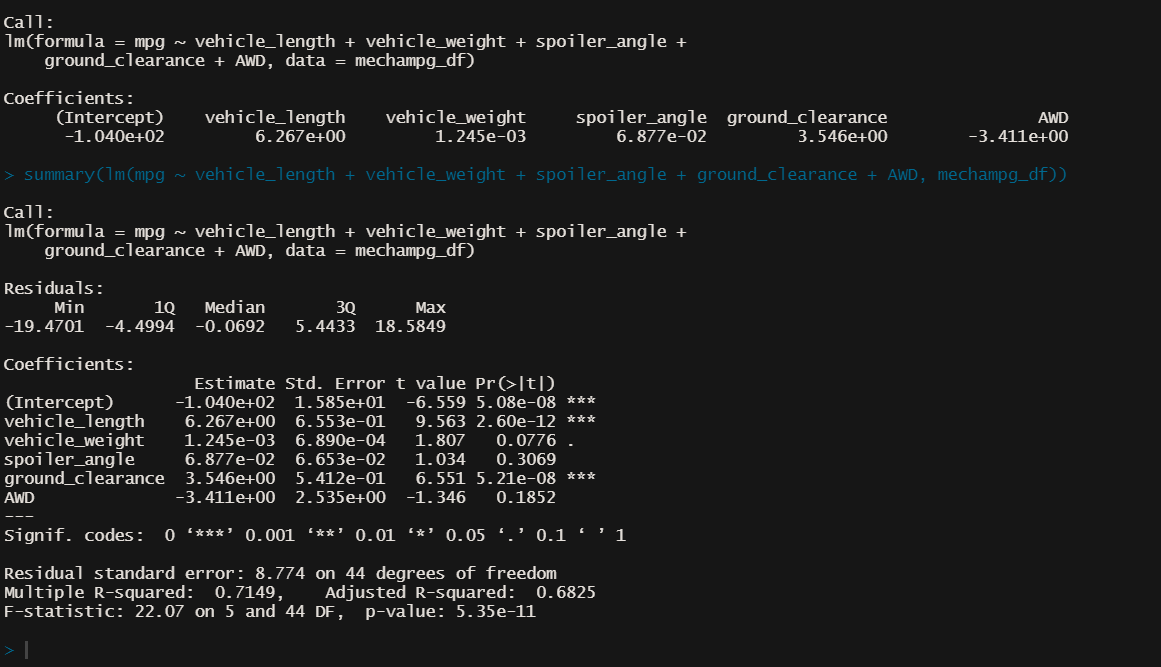 Call:
lm(formula = mpg ~ vehicle_length + vehicle_weight + spoiler_angle +
    ground_clearance + AWD, data = mechampg_df)

Coefficients:
     (Intercept)    vehicle_length    vehicle_weight     spoiler_angle  ground_clearance               AWD
      -1.040e+02         6.267e+00         1.245e-03         6.877e-02         3.546e+00        -3.411e+00

> summary(lm(mpg ~ vehicle_length + vehicle_weight + spoiler_angle + ground_clearance + AWD, mechampg_df))

Call:
lm(formula = mpg ~ vehicle_length + vehicle_weight + spoiler_angle +
    ground_clearance + AWD, data = mechampg_df)

Residuals:
     Min       1Q   Median       3Q      Max
-19.4701  -4.4994  -0.0692   5.4433  18.5849

Coefficients:
                   Estimate Std. Error t value Pr(>|t|)
(Intercept)      -1.040e+02  1.585e+01  -6.559 5.08e-08 ***
vehicle_length    6.267e+00  6.553e-01   9.563 2.60e-12 ***
vehicle_weight    1.245e-03  6.890e-04   1.807   0.0776 .
spoiler_angle     6.877e-02  6.653e-02   1.034   0.3069
ground_clearance  3.546e+00  5.412e-01   6.551 5.21e-08 ***
AWD              -3.411e+00  2.535e+00  -1.346   0.1852
---
Signif. codes:  0 ‘***’ 0.001 ‘**’ 0.01 ‘*’ 0.05 ‘.’ 0.1 ‘ ’ 1

Residual standard error: 8.774 on 44 degrees of freedom
Multiple R-squared:  0.7149,    Adjusted R-squared:  0.6825
F-statistic: 22.07 on 5 and 44 DF,  p-value: 5.35e-11

>